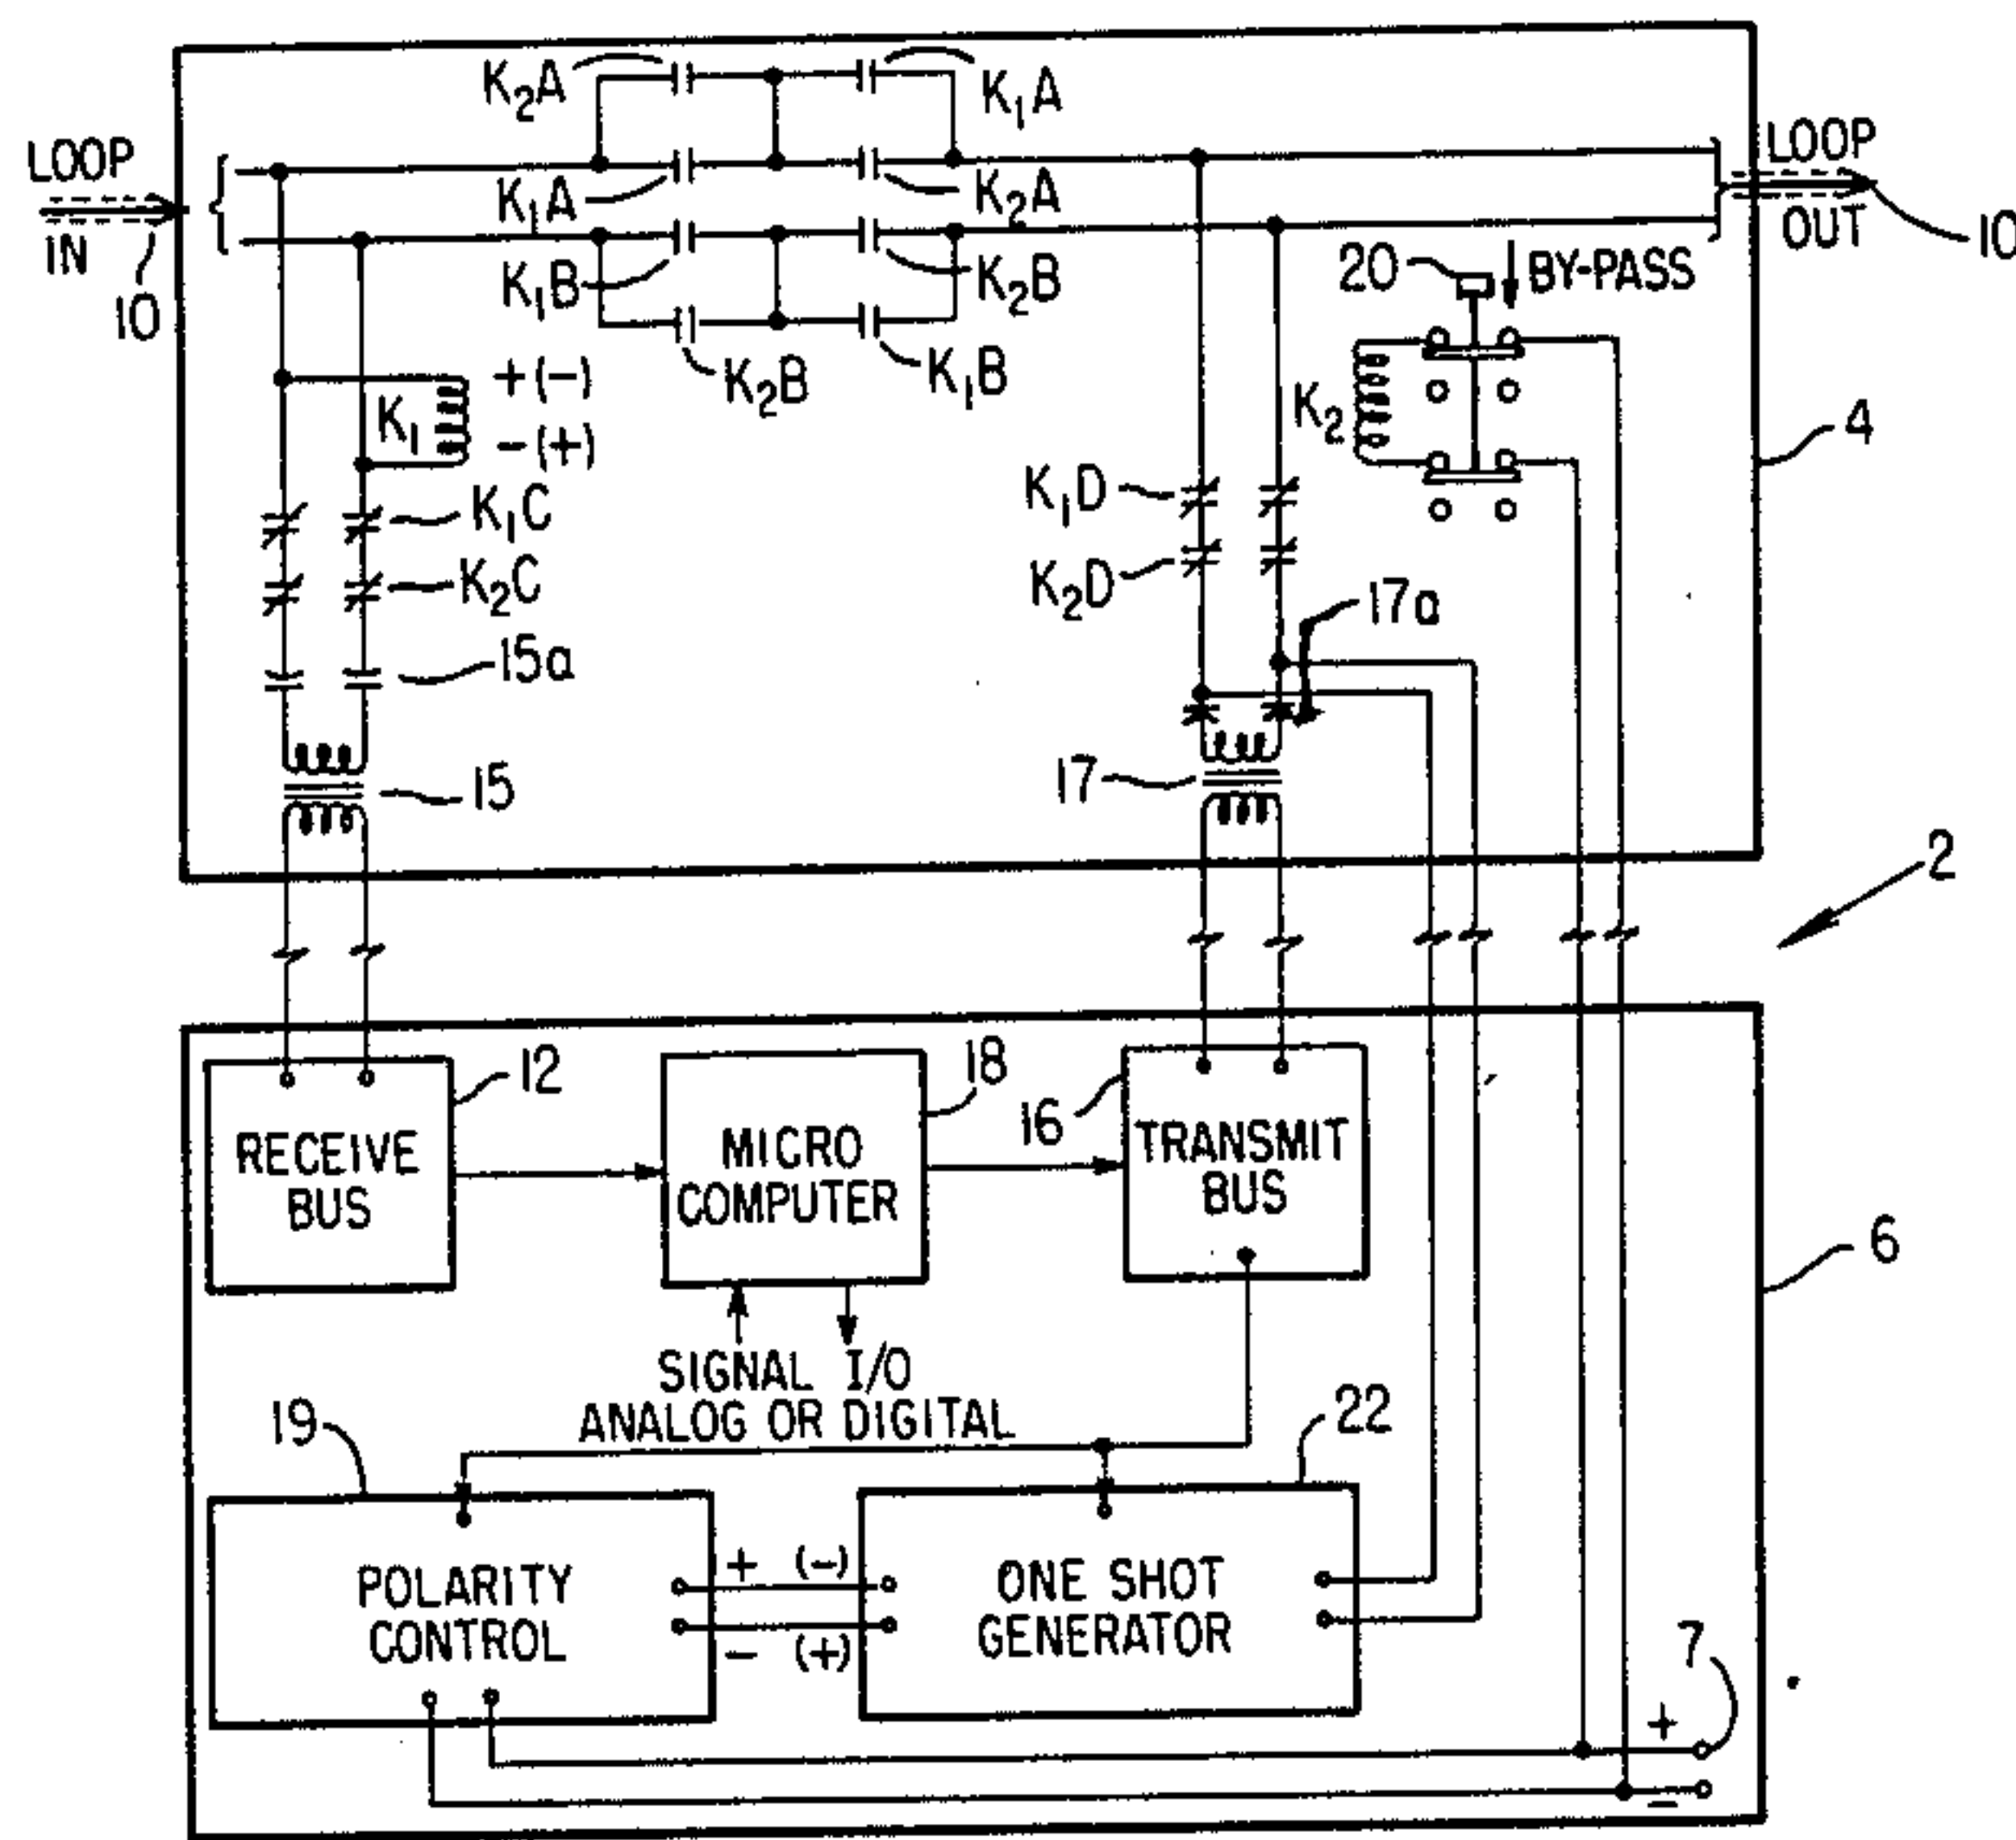 K₂A
K₁A
LOOP
IN
10
K₁A
K₂A
LOOP
OUT
10
K₁B
K₂B
K₂B
K₁B
20
BY-PASS
K₁
+(-)
-(+)
K₂
4
K₁C
K₂C
15a
K₁D
K₂D
17a
15
17
2
12
18
16
RECEIVE
BUS
MICRO
COMPUTER
TRANSMIT
BUS
6
SIGNAL I/O
ANALOG OR DIGITAL
19
22
POLARITY
CONTROL
+ (-)
- (+)
ONE SHOT
GENERATOR
7
+
-